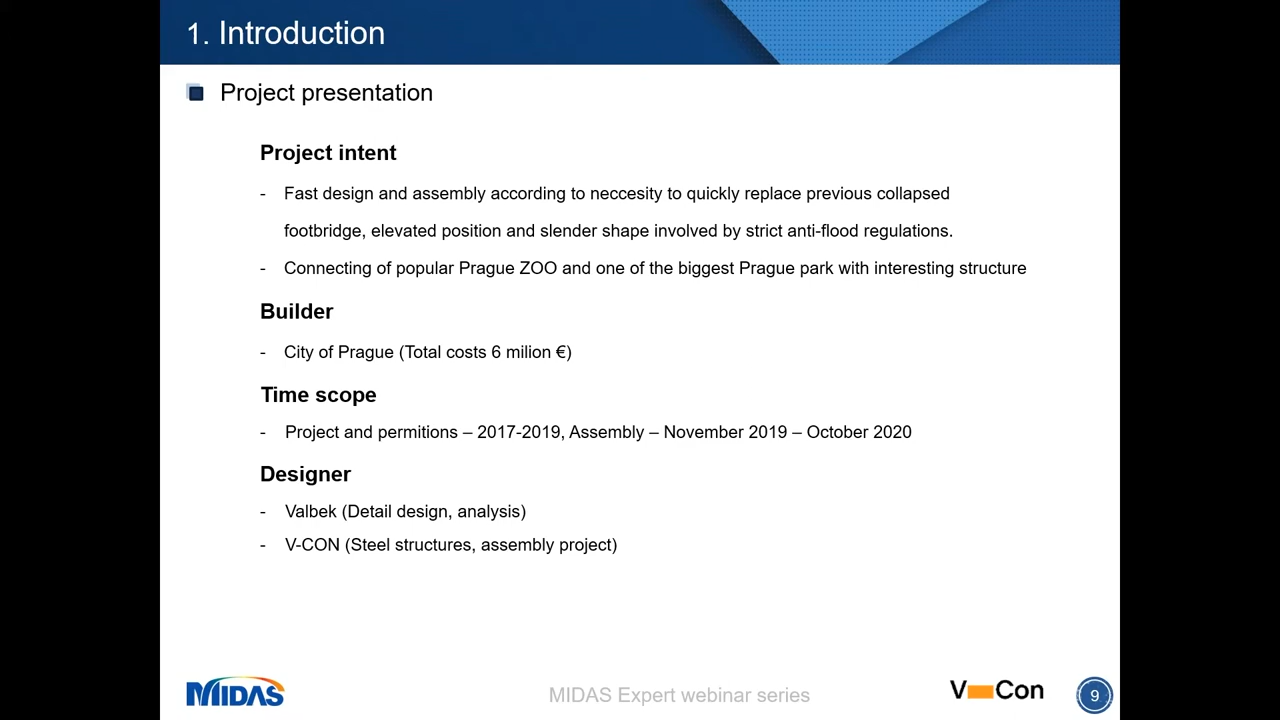 1. Introduction
Project presentation
Project intent
- Fast design and assembly according to neccesity to quickly replace previous collapsed
footbridge, elevated position and slender shape involved by strict anti-flood regulations.
- Connecting of popular Prague ZOO and one of the biggest Prague park with interesting structure
Builder
- City of Prague (Total costs 6 milion €)
Time scope
- Project and permitions – 2017-2019, Assembly – November 2019 – October 2020
Designer
- Valbek (Detail design, analysis)
- V-CON (Steel structures, assembly project)
MIDAS
MIDAS Expert webinar series
V Con
9